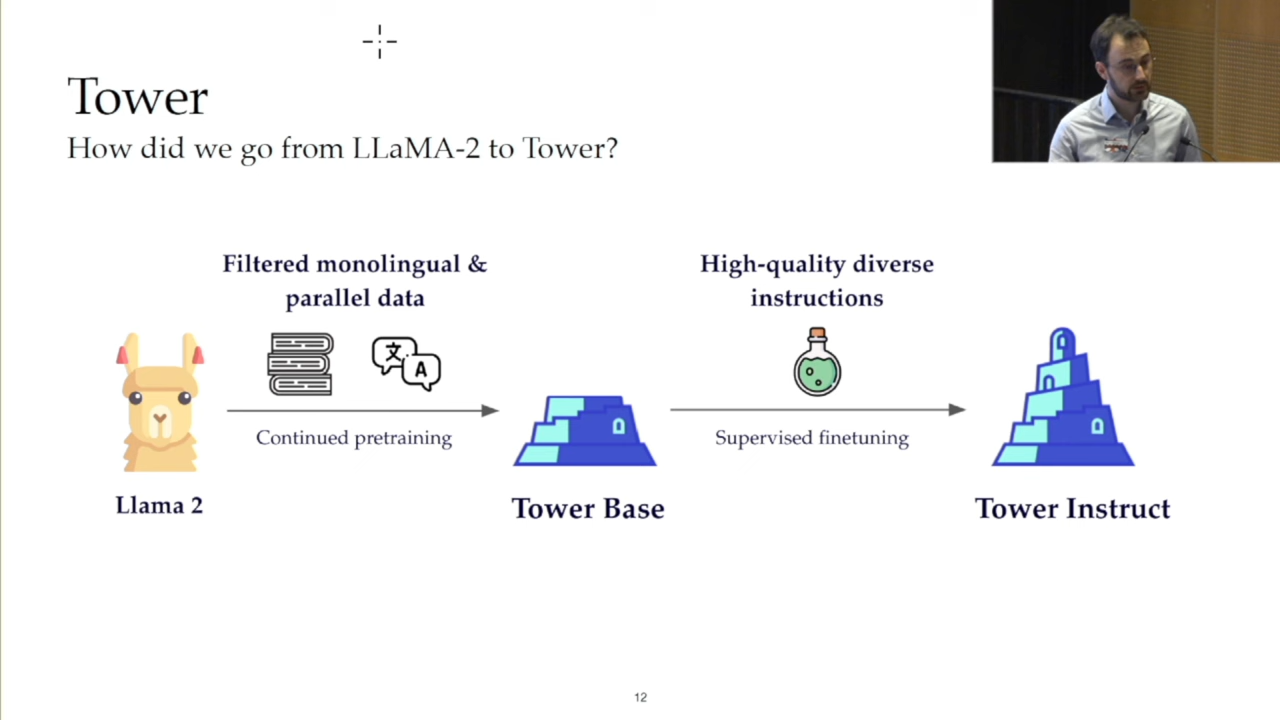 Tower
How did we go from LLaMA-2 to Tower?
Filtered monolingual &
parallel data
High-quality diverse
instructions
文
A
Continued pretraining
Supervised finetuning
Llama 2
Tower Base
Tower Instruct
12